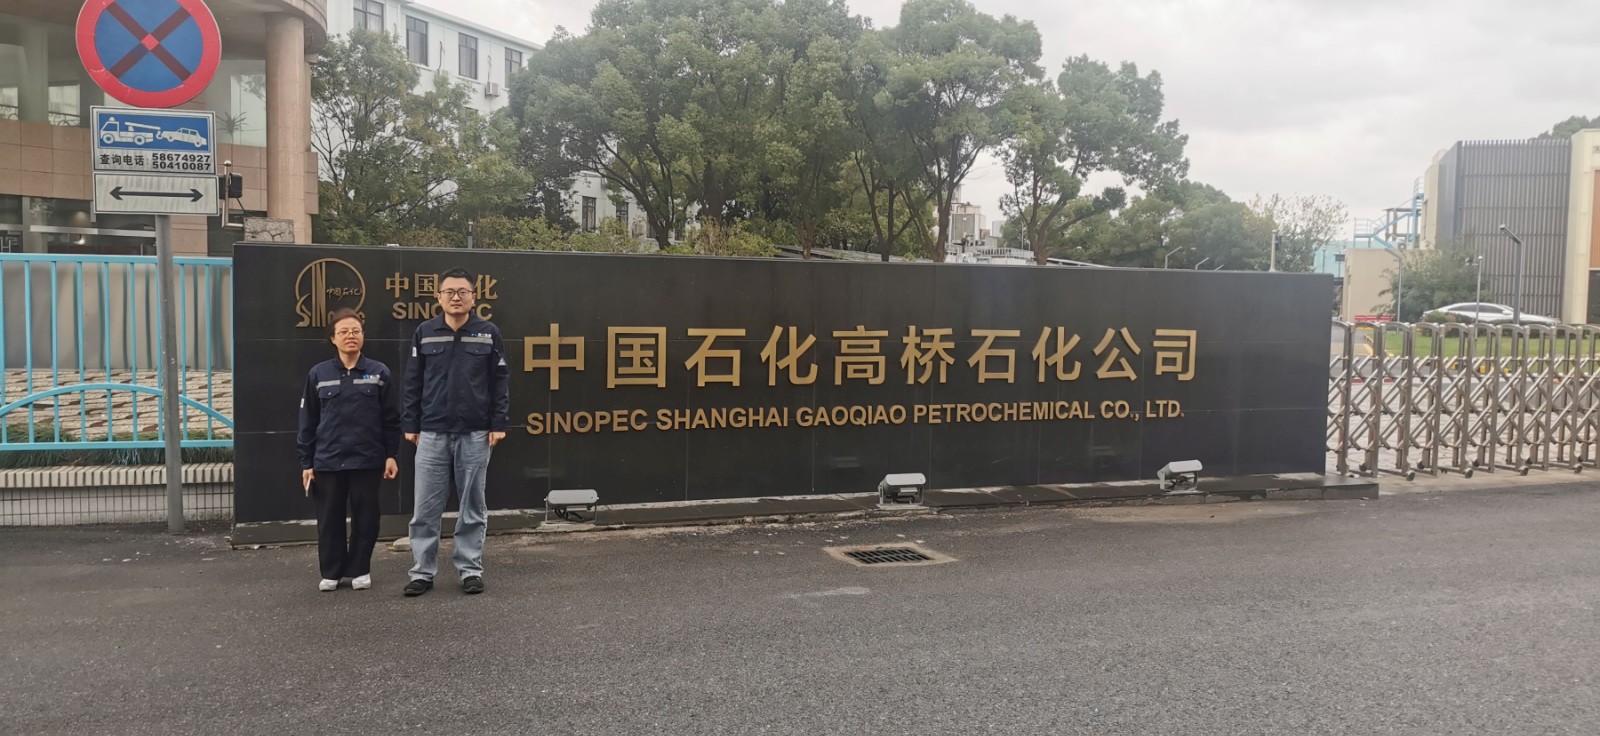 查询电话 58674927
50410087
中国石化
中国 化
SINOPEC
中国石化高桥石化公司
SINOPEC SHANGHAI GAOQIAO PETROCHEMICAL CO., LTD.